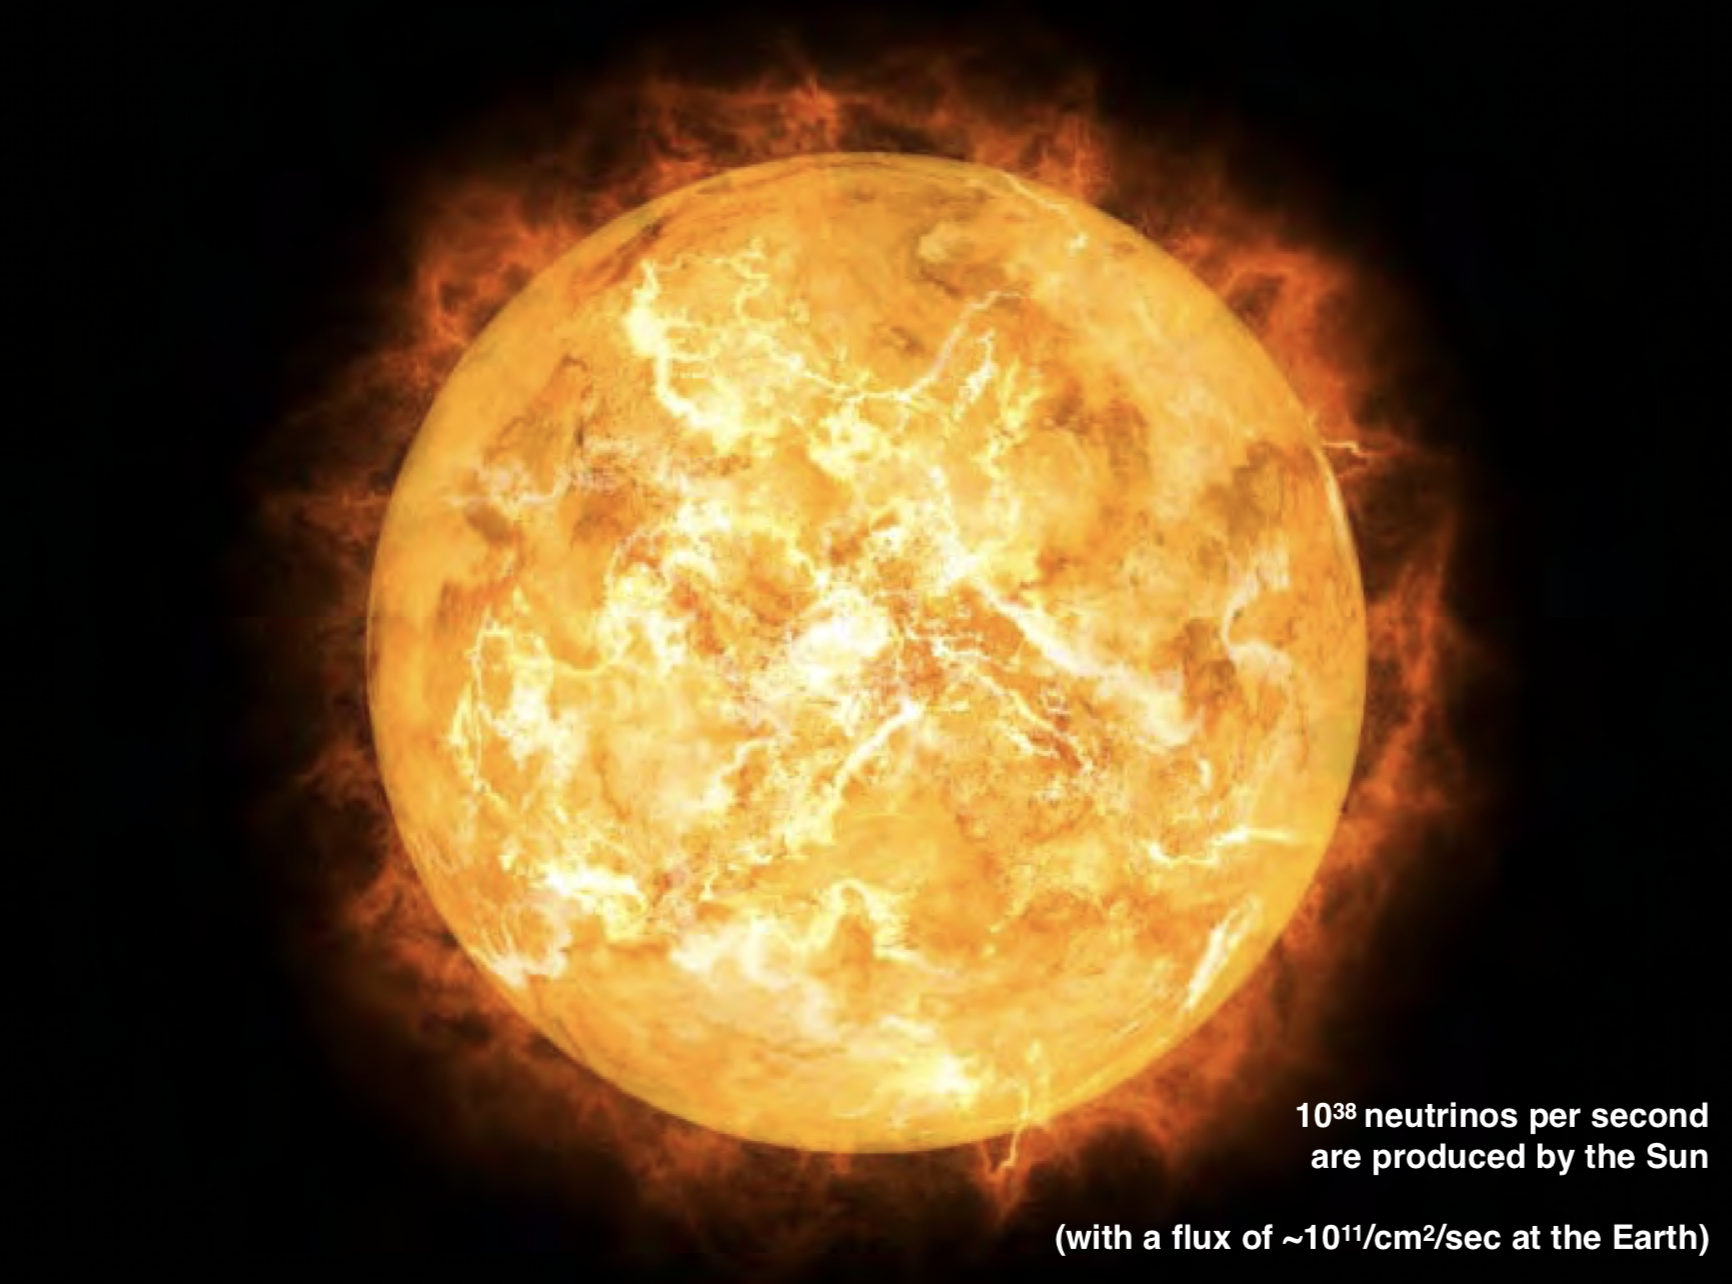 10³⁸ neutrinos per second
are produced by the Sun
(with a flux of ~10¹¹/cm²/sec at the Earth)